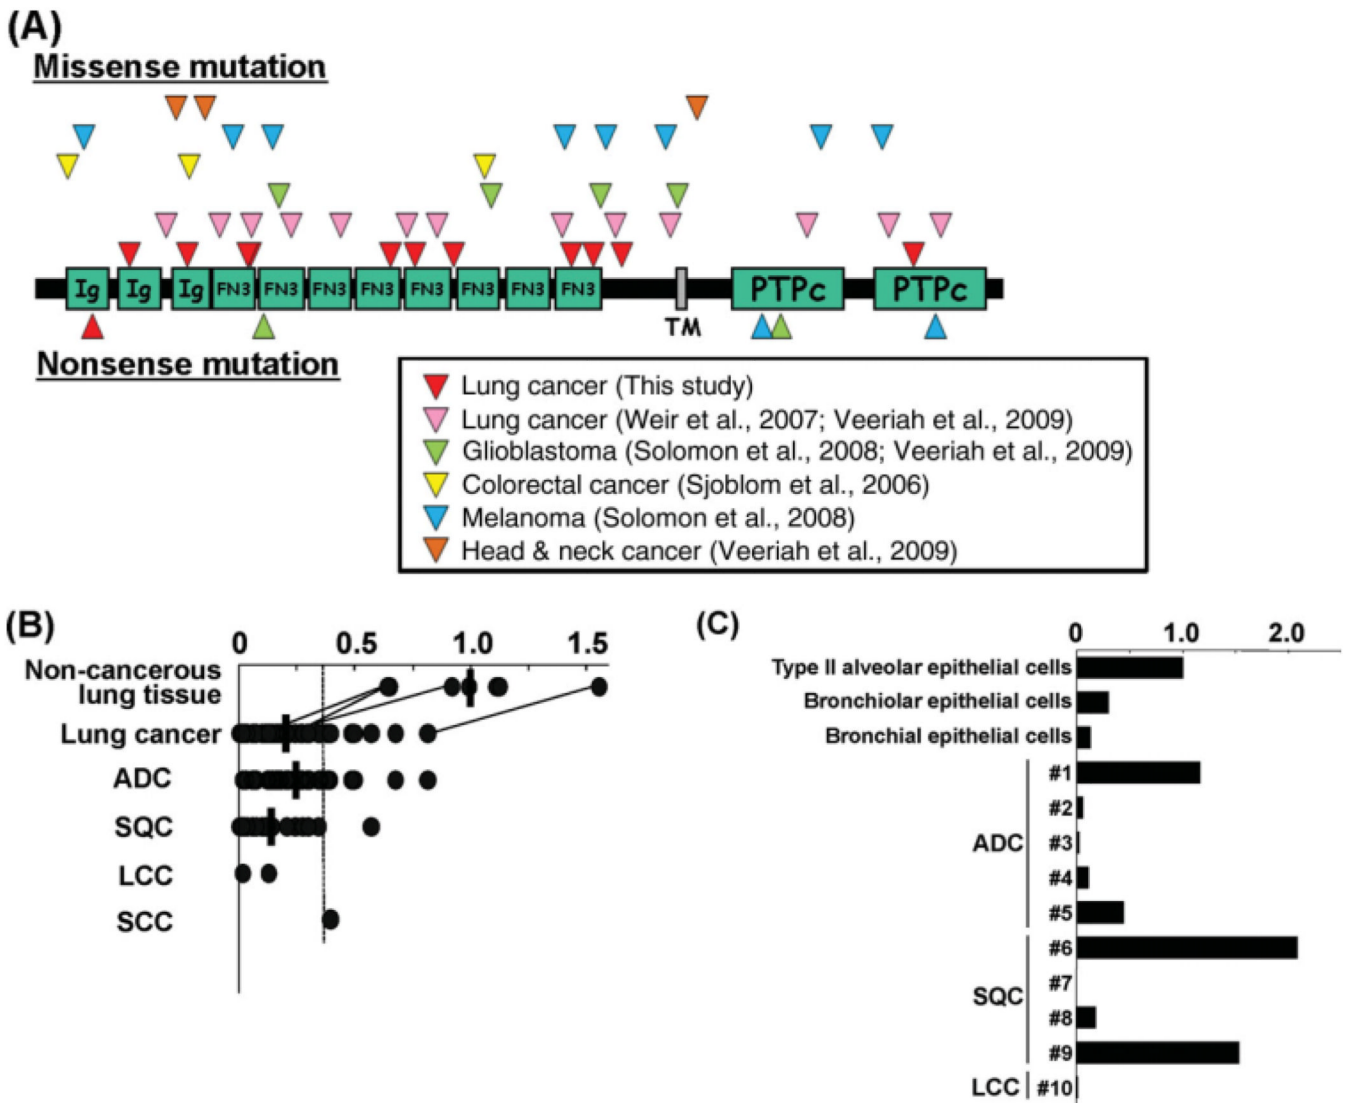 (A)
Missense mutation
Ig Ig Ig FN3 FN3 FN3 FN3 FN3 FN3 FN3 FN3 PTPc PTPc
TM
Nonsense mutation
Lung cancer (This study)
Lung cancer (Weir et al., 2007; Veeriah et al., 2009)
Glioblastoma (Solomon et al., 2008; Veeriah et al., 2009)
Colorectal cancer (Sjoblom et al., 2006)
Melanoma (Solomon et al., 2008)
Head & neck cancer (Veeriah et al., 2009)
(B)
0 0.5 1.0 1.5
Non-cancerous
lung tissue
Lung cancer
ADC
SQC
LCC
SCC
(C)
0 1.0 2.0
Type II alveolar epithelial cells
Bronchiolar epithelial cells
Bronchial epithelial cells
#1
#2
ADC #3
#4
#5
#6
SQC #7
#8
#9
LCC #10